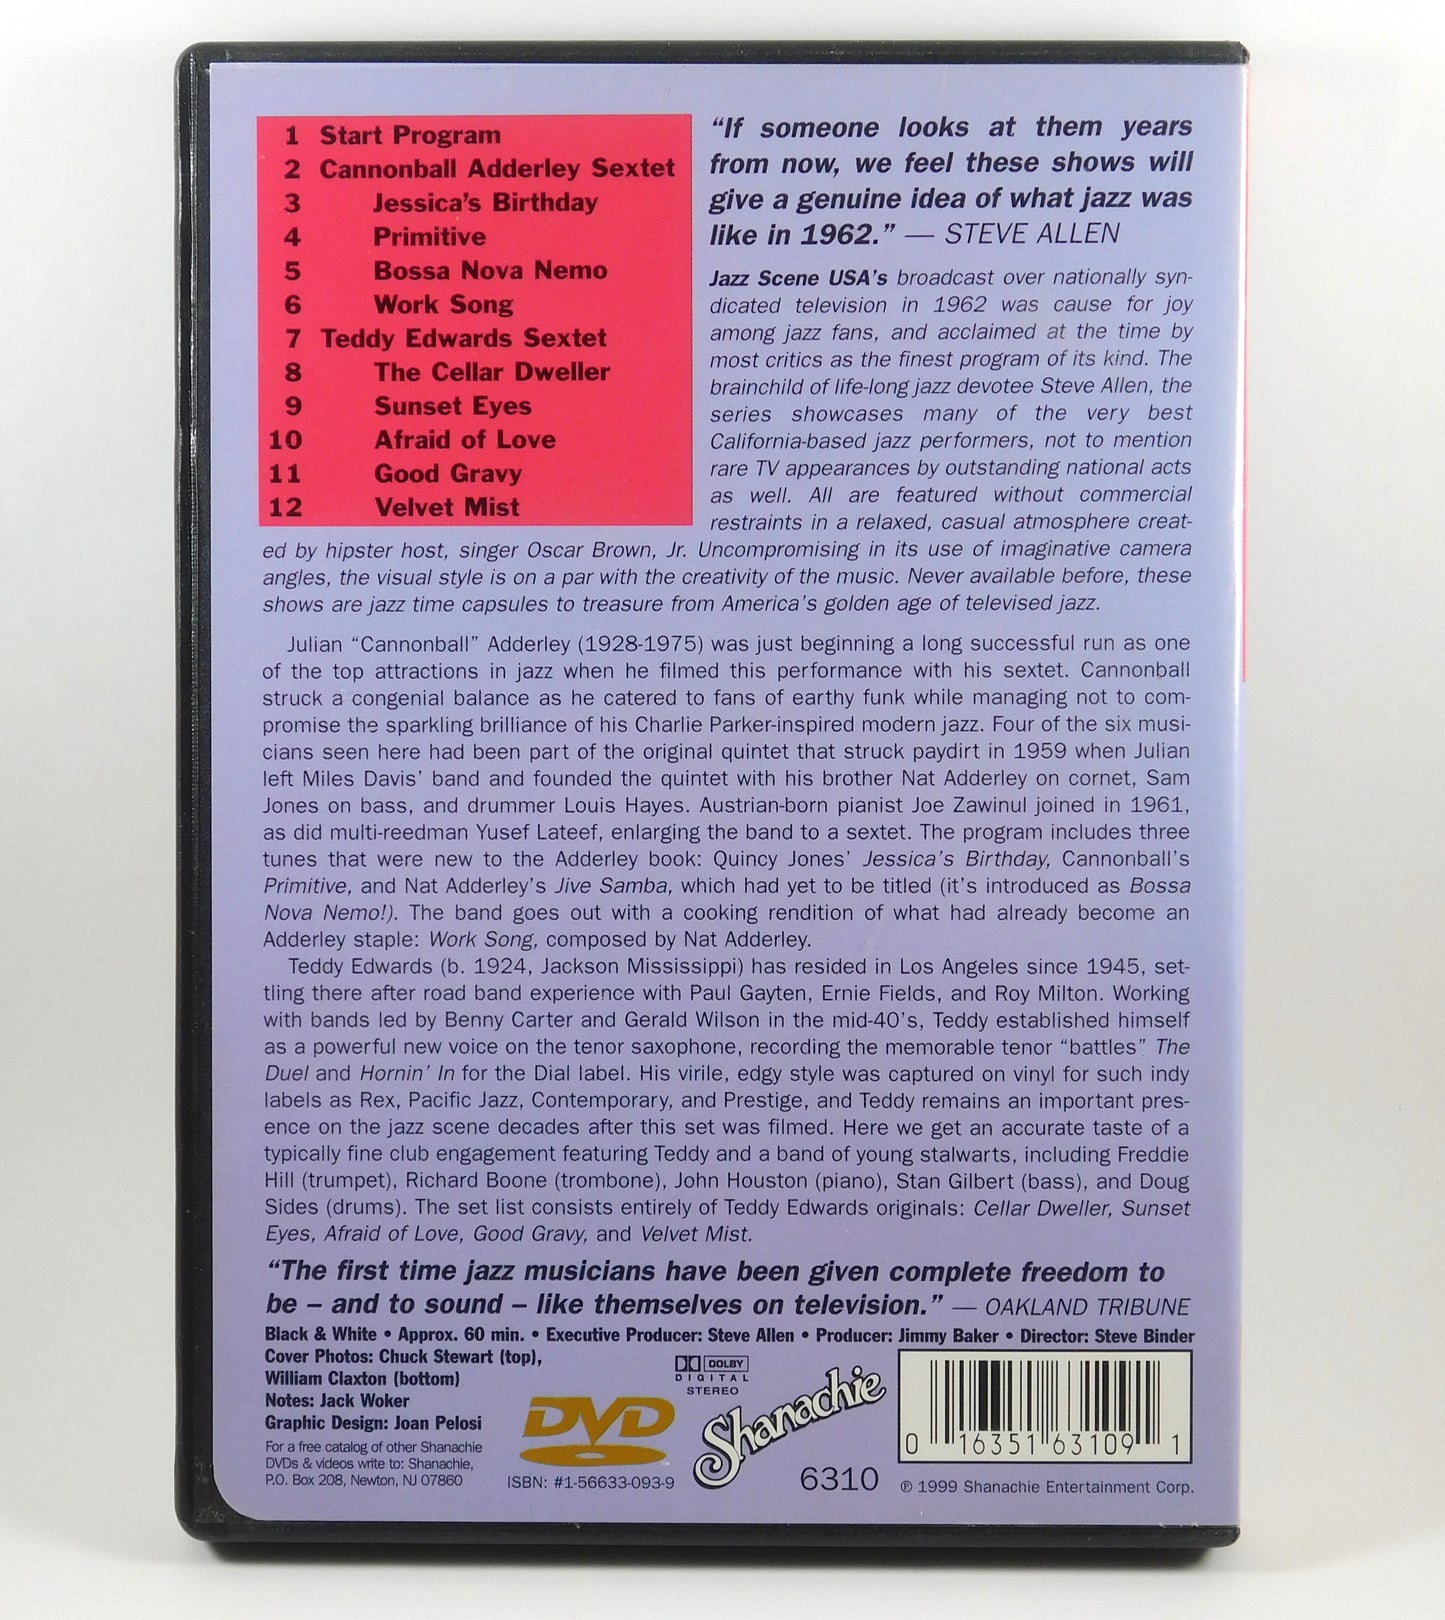 1 Start Program
2 Cannonball Adderley Sextet
3 Jessica's Birthday
4 Primitive
5 Bossa Nova Nemo
6 Work Song
7 Teddy Edwards Sextet
8 The Cellar Dweller
9 Sunset Eyes
10 Afraid of Love
11 Good Gravy
12 Velvet Mist
“If someone looks at them years
from now, we feel these shows will
give a genuine idea of what jazz was
like in 1962.” — STEVE ALLEN
Jazz Scene USA's broadcast over nationally syn-
dicated television in 1962 was cause for joy
among jazz fans, and acclaimed at the time by
most critics as the finest program of its kind. The
brainchild of life-long jazz devotee Steve Allen, the
series showcases many of the very best
California-based jazz performers, not to mention
rare TV appearances by outstanding national acts
as well. All are featured without commercial
restraints in a relaxed, casual atmosphere creat-
ed by hipster host, singer Oscar Brown, Jr. Uncompromising in its use of imaginative camera
angles, the visual style is on a par with the creativity of the music. Never available before, these
shows are jazz time capsules to treasure from America's golden age of televised jazz.
Julian “Cannonball” Adderley (1928-1975) was just beginning a long successful run as one
of the top attractions in jazz when he filmed this performance with his sextet. Cannonball
struck a congenial balance as he catered to fans of earthy funk while managing not to com-
promise the sparkling brilliance of his Charlie Parker-inspired modern jazz. Four of the six musi-
cians seen here had been part of the original quintet that struck paydirt in 1959 when Julian
left Miles Davis' band and founded the quintet with his brother Nat Adderley on cornet, Sam
Jones on bass, and drummer Louis Hayes. Austrian-born pianist Joe Zawinul joined in 1961,
as did multi-reedman Yusef Lateef, enlarging the band to a sextet. The program includes three
tunes that were new to the Adderley book: Quincy Jones' Jessica's Birthday, Cannonball's
Primitive, and Nat Adderley's Jive Samba, which had yet to be titled (it's introduced as Bossa
Nova Nemo!). The band goes out with a cooking rendition of what had already become an
Adderley staple: Work Song, composed by Nat Adderley.
Teddy Edwards (b. 1924, Jackson Mississippi) has resided in Los Angeles since 1945, set-
tling there after road band experience with Paul Gayten, Ernie Fields, and Roy Milton. Working
with bands led by Benny Carter and Gerald Wilson in the mid-40's, Teddy established himself
as a powerful new voice on the tenor saxophone, recording the memorable tenor “battles” The
Duel and Hornin' In for the Dial label. His virile, edgy style was captured on vinyl for such indy
labels as Rex, Pacific Jazz, Contemporary, and Prestige, and Teddy remains an important pres-
ence on the jazz scene decades after this set was filmed. Here we get an accurate taste of a
typically fine club engagement featuring Teddy and a band of young stalwarts, including Freddie
Hill (trumpet), Richard Boone (trombone), John Houston (piano), Stan Gilbert (bass), and Doug
Sides (drums). The set list consists entirely of Teddy Edwards originals: Cellar Dweller, Sunset
Eyes, Afraid of Love, Good Gravy, and Velvet Mist.
“The first time jazz musicians have been given complete freedom to
be – and to sound – like themselves on television.” — OAKLAND TRIBUNE
Black & White • Approx. 60 min. • Executive Producer: Steve Allen • Producer: Jimmy Baker • Director: Steve Binder
Cover Photos: Chuck Stewart (top),
William Claxton (bottom)
Notes: Jack Woker
Graphic Design: Joan Pelosi
For a free catalog of other Shanachie
DVDs & videos write to: Shanachie,
P.O. Box 208, Newton, NJ 07860
DVD
ISBN: #1-56633-093-9
DOLBY
DIGITAL
STEREO
Shanachie
6310
0 16351 63109 1
℗ 1999 Shanachie Entertainment Corp.